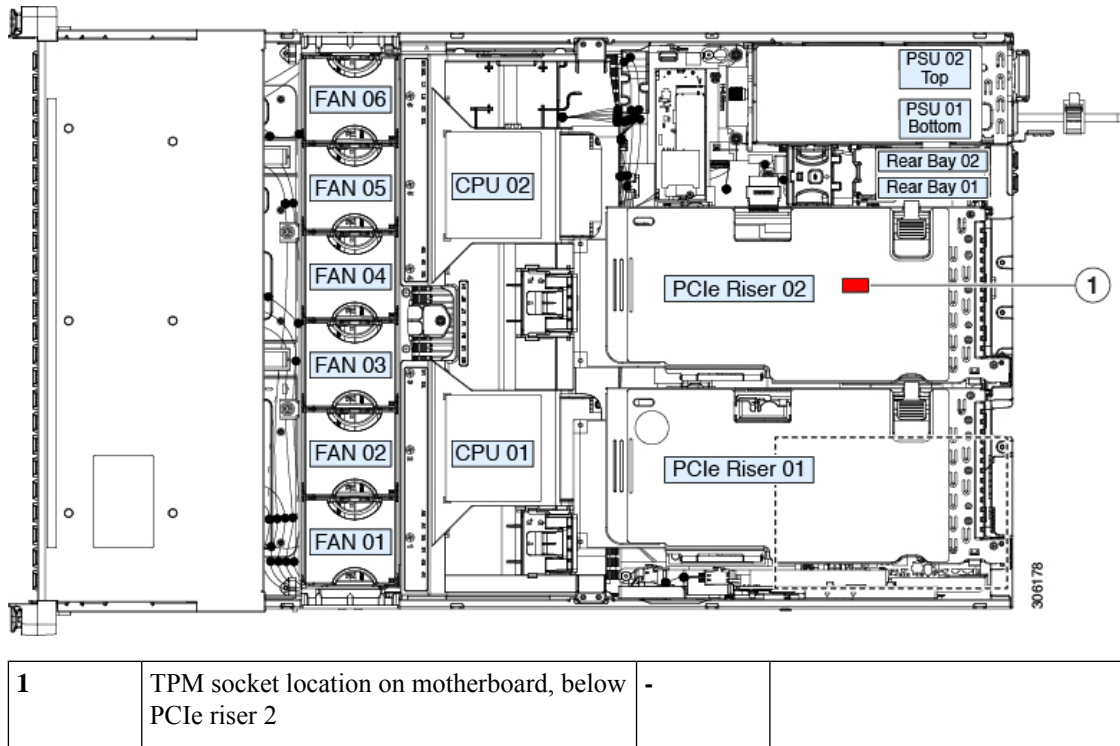 PSU 02
Top
PSU 01
Bottom
Rear Bay 02
Rear Bay 01
FAN 06
FAN 05
FAN 04
FAN 03
FAN 02
FAN 01
CPU 02
CPU 01
PCIe Riser 02
1
PCIe Riser 01
306178
1 TPM socket location on motherboard, below -
PCIe riser 2